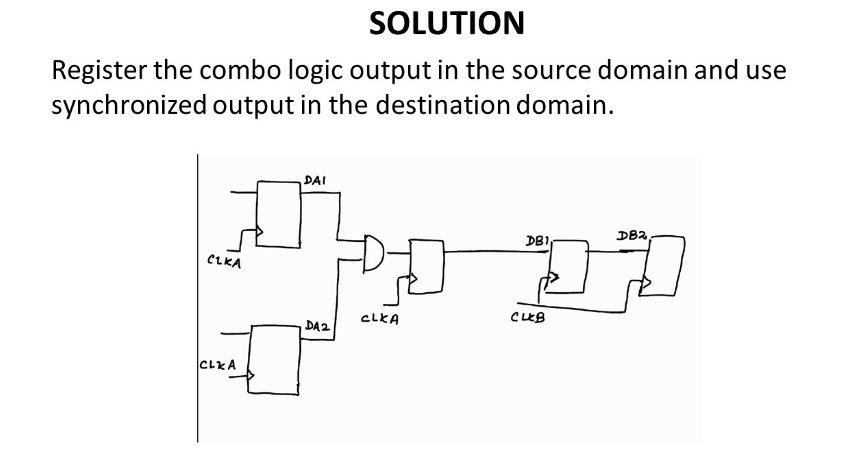 SOLUTION
Register the combo logic output in the source domain and use
synchronized output in the destination domain.
DA1
CLKA
DA2
CLKA
CLKA
DB1
CLKB
DB2